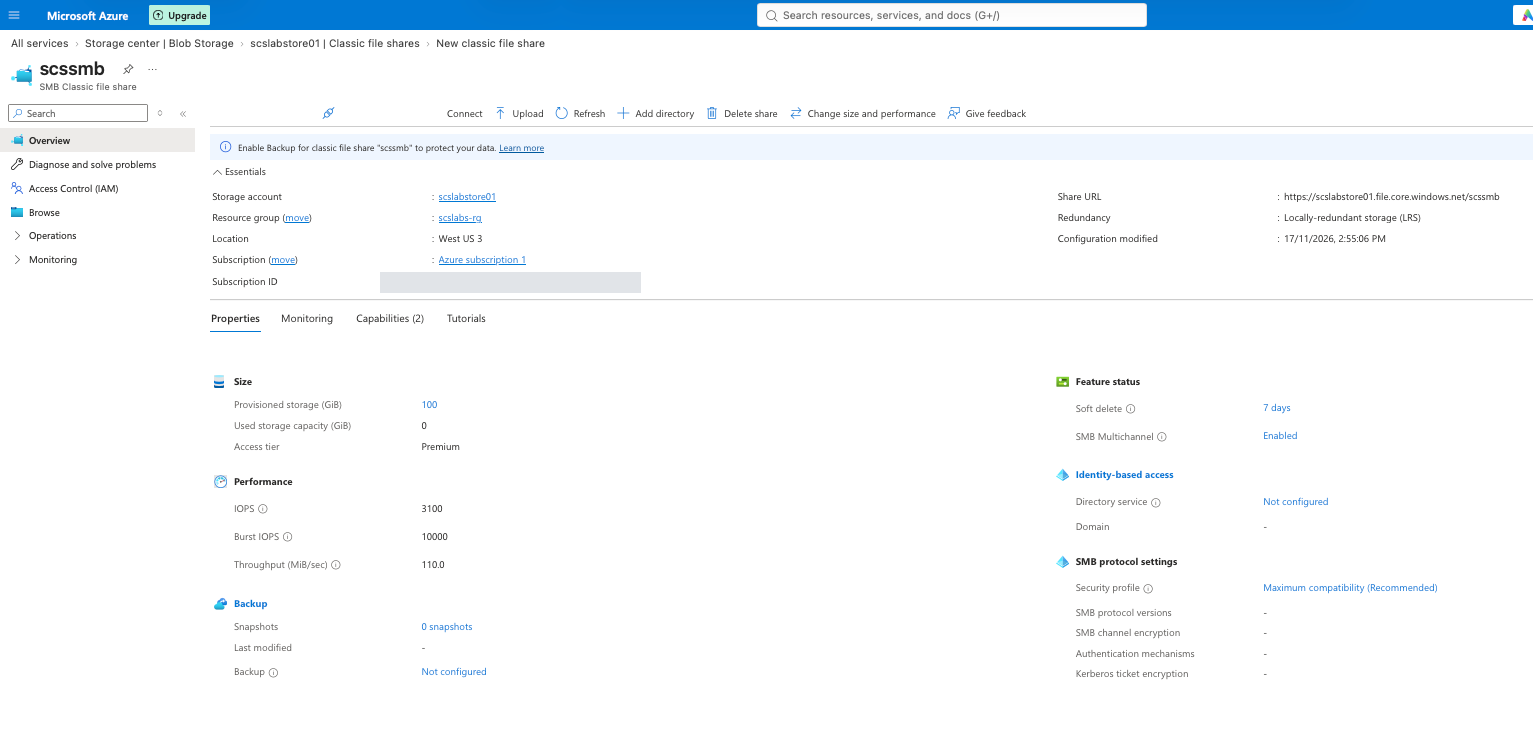 Microsoft Azure
Upgrade
Search resources, services, and docs (G+/)
All services › Storage center | Blob Storage › scslabstore01 | Classic file shares › New classic file share
scssmb
...
SMB Classic file share
Search
Connect
Upload
Refresh
Add directory
Delete share
Change size and performance
Give feedback
Overview
Diagnose and solve problems
Access Control (IAM)
Browse
Operations
Monitoring
Enable Backup for classic file share "scssmb" to protect your data. Learn more
Essentials
Storage account : scslabstore01
Resource group (move) : scslabs-rg
Location : West US 3
Subscription (move) : Azure subscription 1
Subscription ID
Share URL : https://scslabstore01.file.core.windows.net/scssmb
Redundancy : Locally-redundant storage (LRS)
Configuration modified : 17/11/2026, 2:55:06 PM
Properties
Monitoring
Capabilities (2)
Tutorials
Size
Provisioned storage (GiB) 100
Used storage capacity (GiB) 0
Access tier Premium
Performance
IOPS 3100
Burst IOPS 10000
Throughput (MiB/sec) 110.0
Backup
Snapshots 0 snapshots
Last modified -
Backup Not configured
Feature status
Soft delete 7 days
SMB Multichannel Enabled
Identity-based access
Directory service Not configured
Domain -
SMB protocol settings
Security profile Maximum compatibility (Recommended)
SMB protocol versions -
SMB channel encryption -
Authentication mechanisms -
Kerberos ticket encryption -